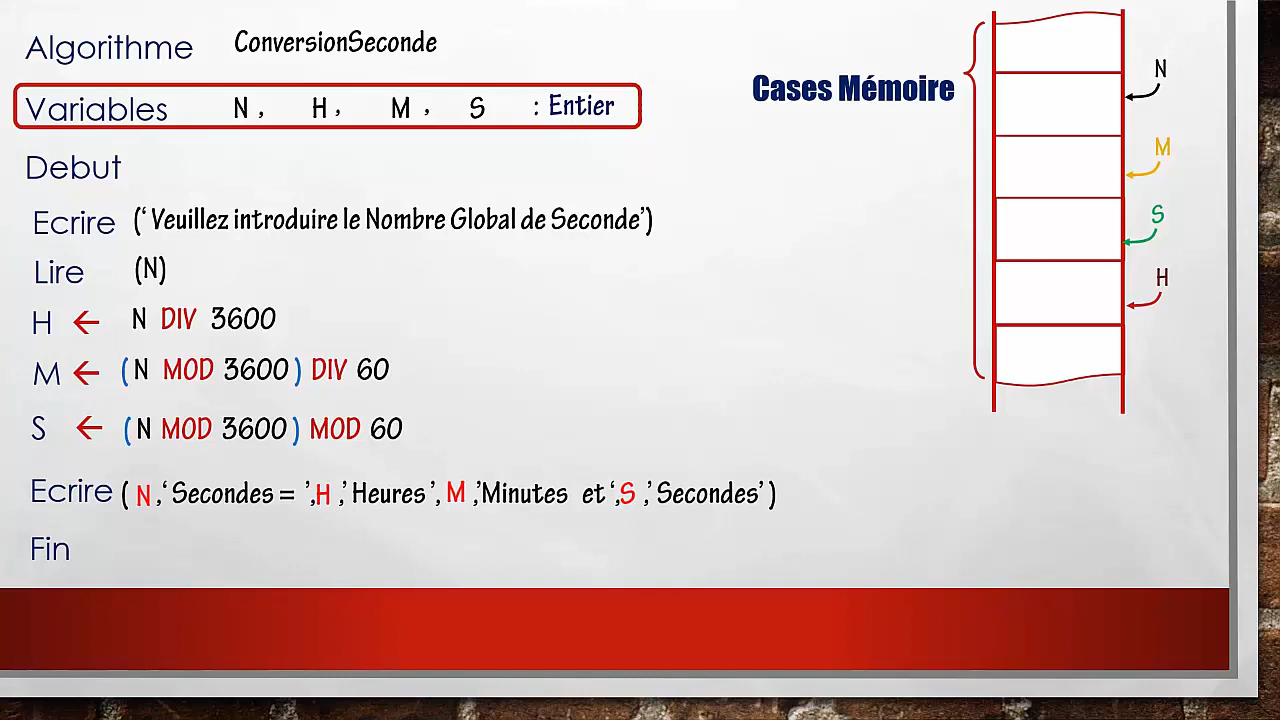 Algorithme ConversionSeconde
Variables N , H , M , S : Entier
Debut
Ecrire (‘ Veuillez introduire le Nombre Global de Seconde’)
Lire (N)
H ← N DIV 3600
M ← ( N MOD 3600 ) DIV 60
S ← ( N MOD 3600 ) MOD 60
Ecrire ( N ,‘ Secondes = ’,H ,’Heures ’, M ,’Minutes et ‘,S ,’ Secondes’ )
Fin
Cases Mémoire
N
M
S
H